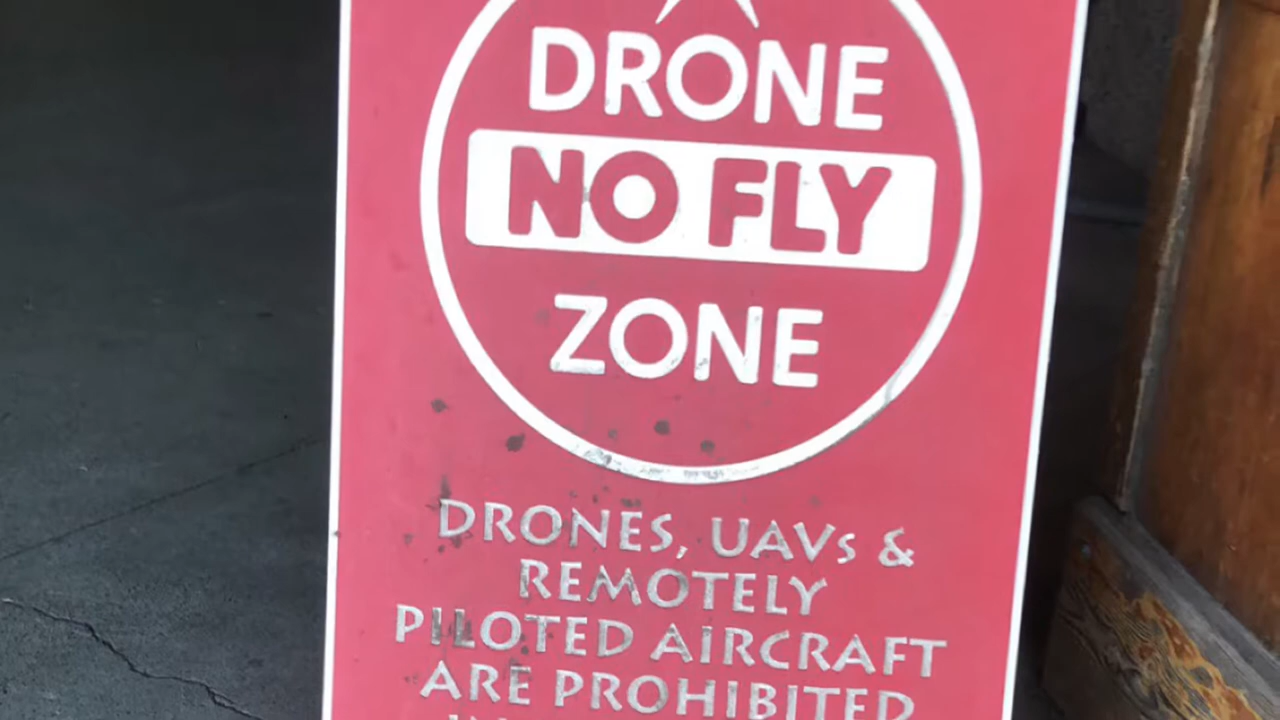 DRONE
NO FLY
ZONE
DRONES, UAVs &
REMOTELY
PILOTED AIRCRAFT
ARE PROHIBITED